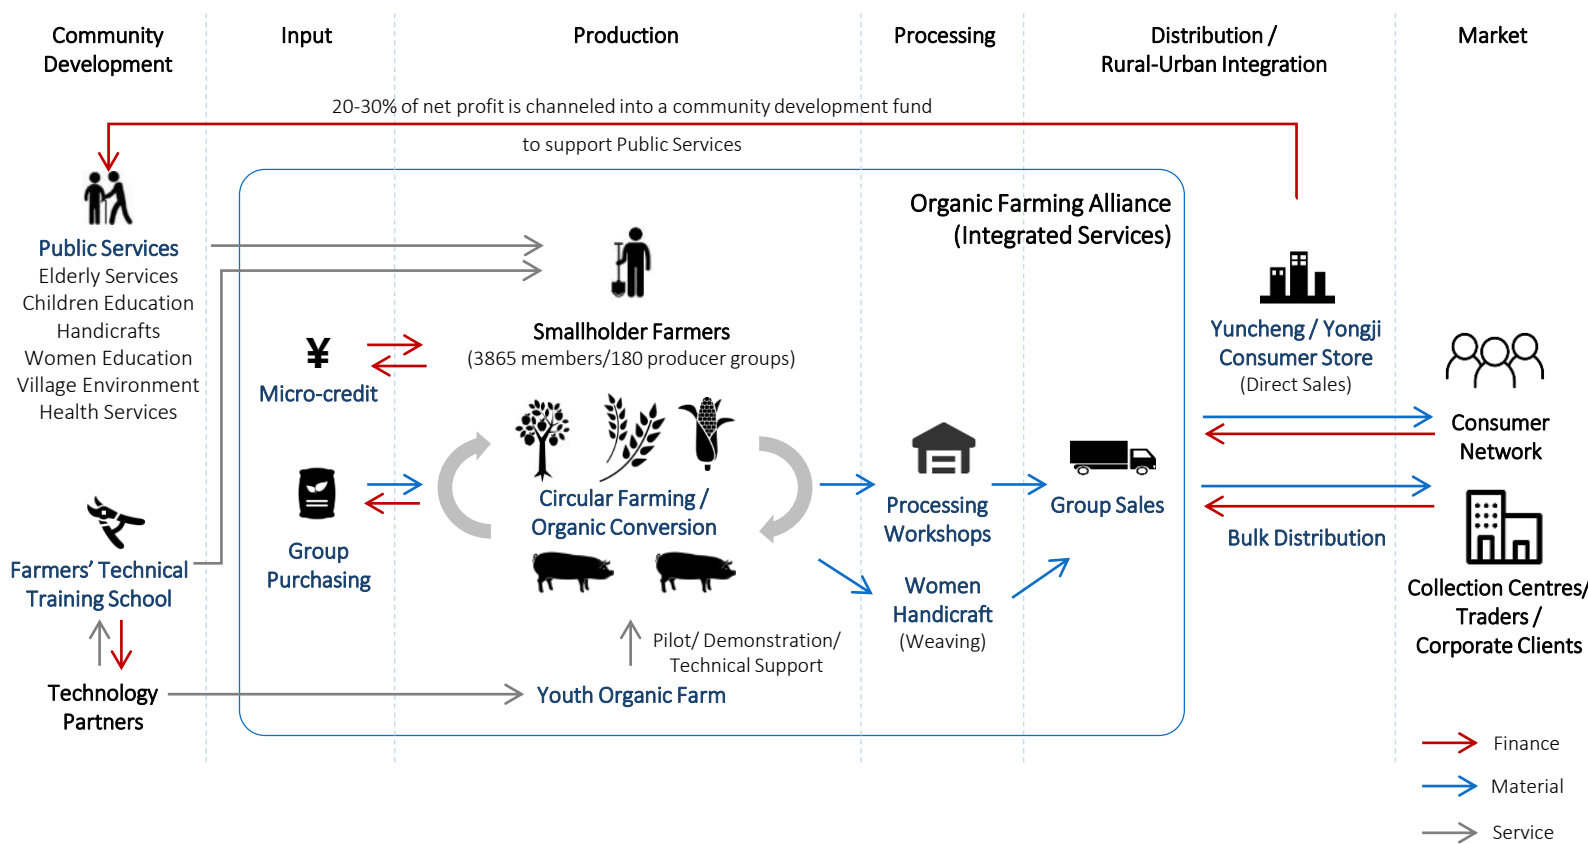 Community
Development
Input
Production
Processing
Distribution /
Rural-Urban Integration
Market
20-30% of net profit is channeled into a community development fund
to support Public Services
Organic Farming Alliance
(Integrated Services)
Public Services
Elderly Services
Children Education
Handicrafts
Women Education
Village Environment
Health Services
¥
Micro-credit
Smallholder Farmers
(3865 members/180 producer groups)
Yuncheng / Yongji
Consumer Store
(Direct Sales)
Consumer
Network
Group
Purchasing
Circular Farming /
Organic Conversion
Processing
Workshops
Group Sales
Bulk Distribution
Farmers’ Technical
Training School
Women
Handicraft
(Weaving)
Collection Centres/
Traders /
Corporate Clients
Pilot/ Demonstration/
Technical Support
Technology
Partners
Youth Organic Farm
Finance
Material
Service